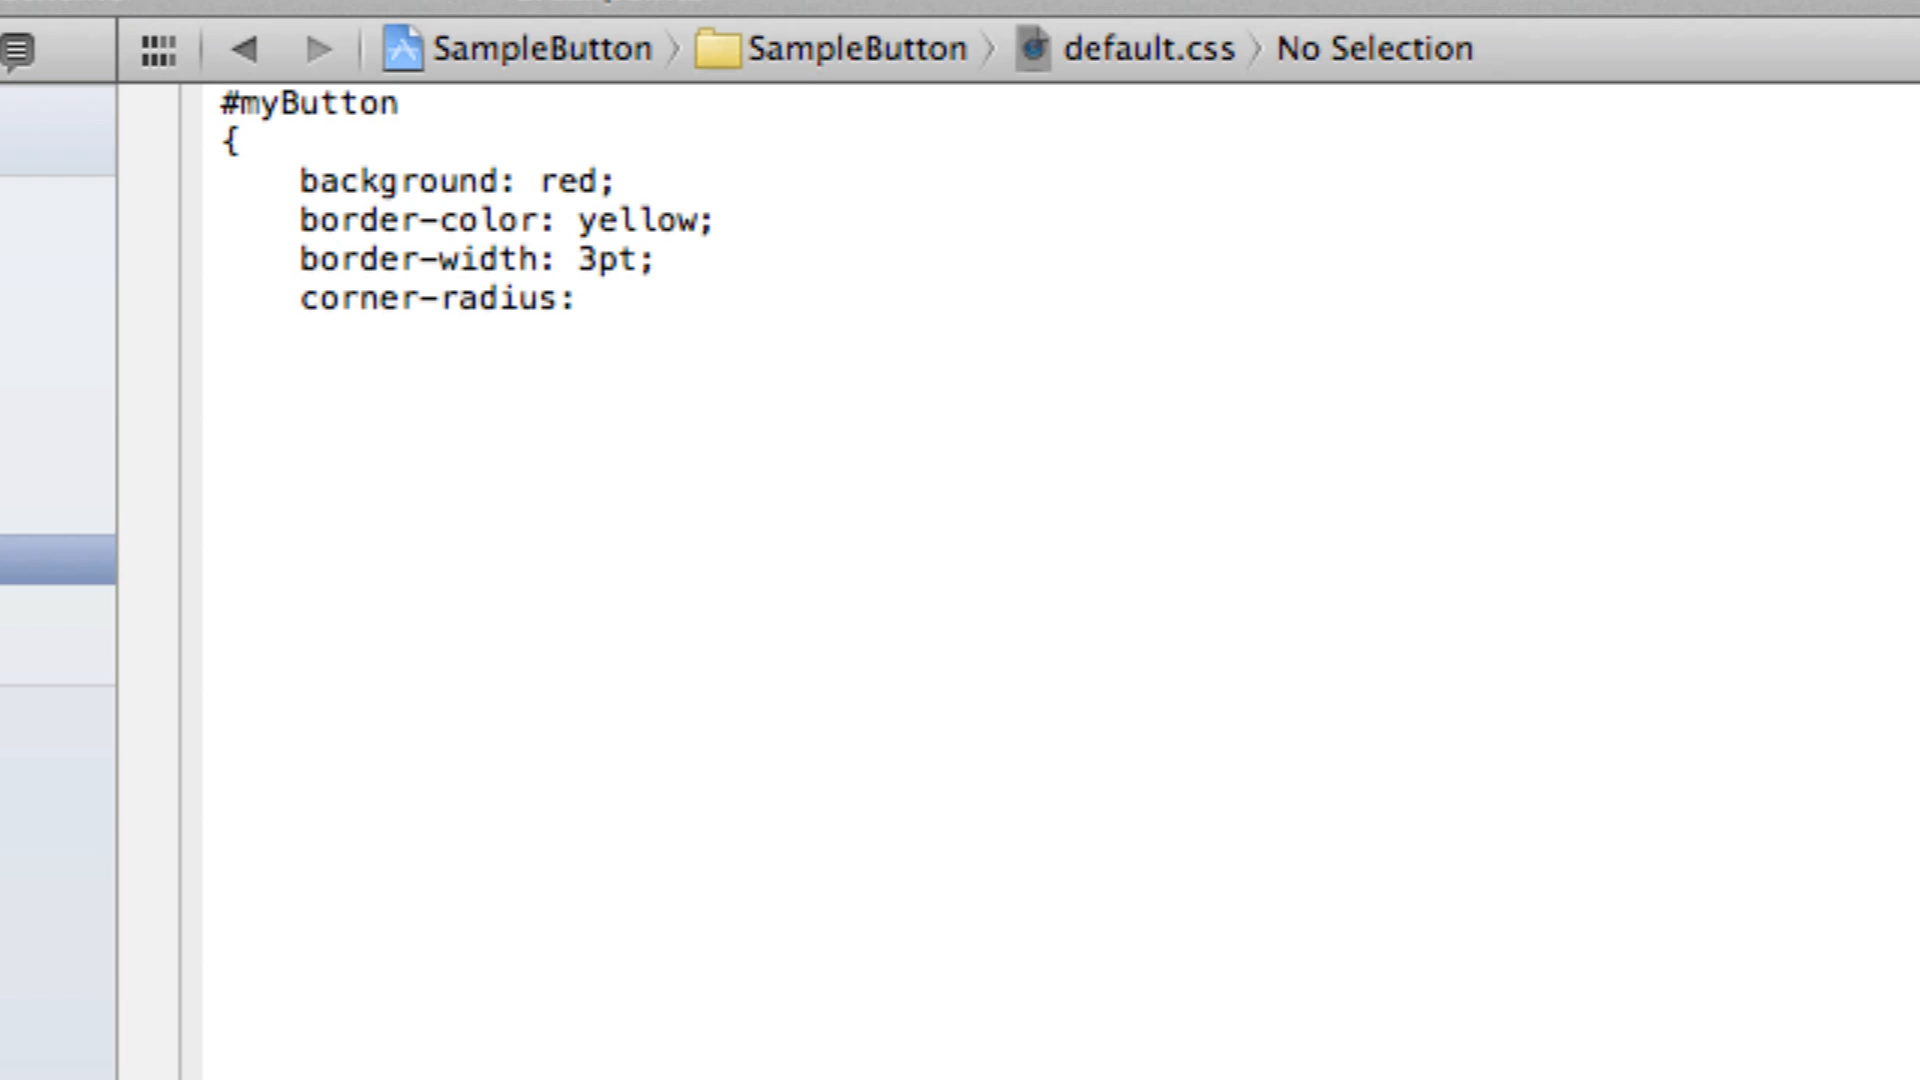 SampleButton SampleButton default.css No Selection
#myButton
{
background: red;
border-color: yellow;
border-width: 3pt;
corner-radius: